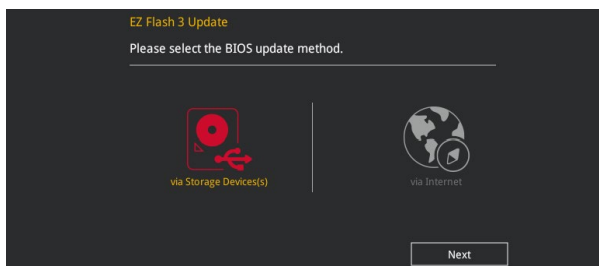 EZ Flash 3 Update
Please select the BIOS update method.
via Storage Devices(s)
via Internet
Next